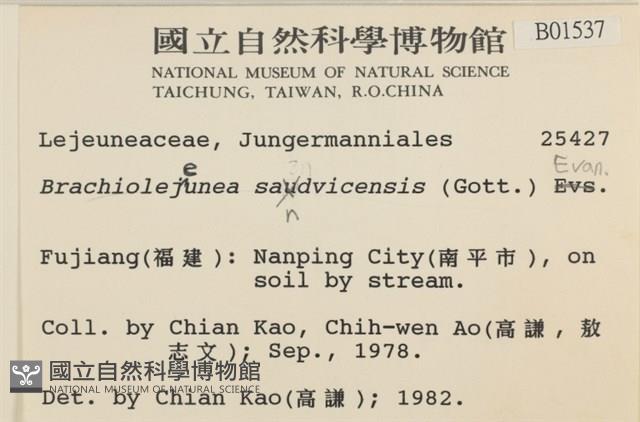 國立自然科學博物館
B01537
NATIONAL MUSEUM OF NATURAL SCIENCE
TAICHUNG, TAIWAN, R.O.CHINA
Lejeuneaceae, Jungermanniales 25427
e Evan.
Brachiolejunea saudvicensis (Gott.) Evs.
n
Fujiang(福建): Nanping City(南平市), on
soil by stream.
Coll. by Chian Kao, Chih-wen Ao(高謙,敖
志文); Sep., 1978.
國立自然科學博物館
NATIONAL MUSEUM OF NATURAL SCIENCE
Det. by Chian Kao(高謙); 1982.